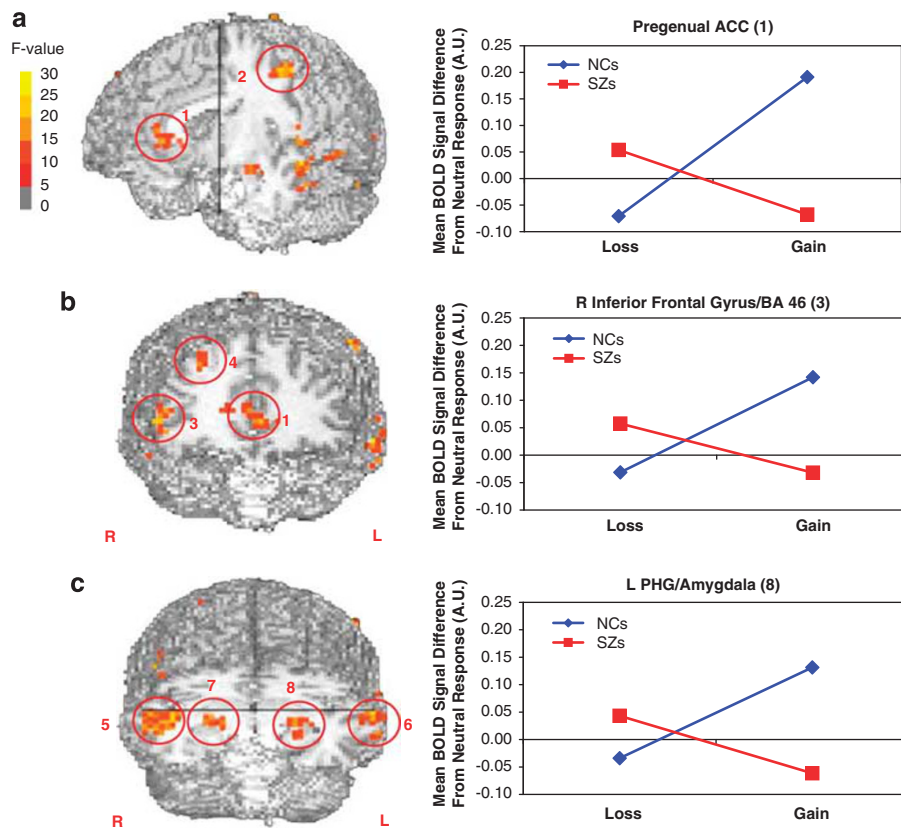 a
F-value
30
25
20
15
10
5
0
1
2
Pregenual ACC (1)
Mean BOLD Signal Difference
From Neutral Response (A.U.)
0.25
0.20
0.15
0.10
0.05
0.00
-0.05
-0.10
NCs
SZs
Loss Gain
b
4
3
1
R L
R Inferior Frontal Gyrus/BA 46 (3)
Mean BOLD Signal Difference
From Neutral Response (A.U.)
0.25
0.20
0.15
0.10
0.05
0.00
-0.05
-0.10
NCs
SZs
Loss Gain
c
7 8
5 6
R L
L PHG/Amygdala (8)
Mean BOLD Signal Difference
From Neutral Response (A.U.)
0.25
0.20
0.15
0.10
0.05
0.00
-0.05
-0.10
NCs
SZs
Loss Gain